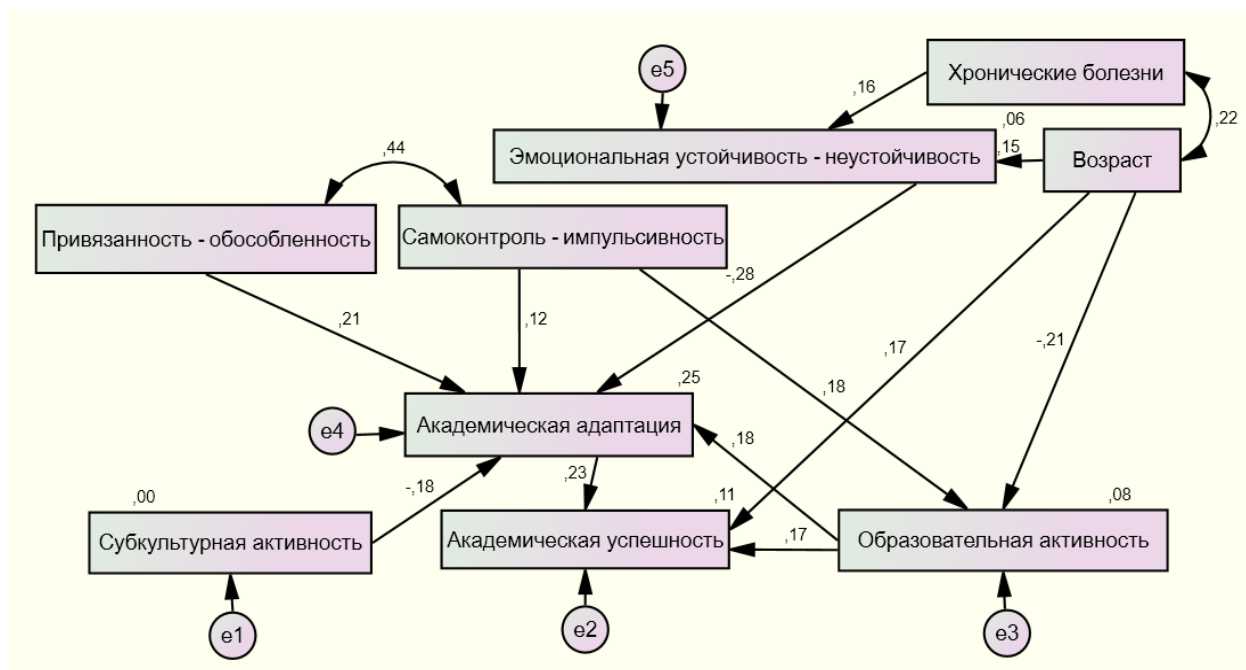 e5
Хронические болезни
,16
,22
,06
Эмоциональная устойчивость - неустойчивость
,15
Возраст
,44
Привязанность - обособленность
Самоконтроль - импульсивность
-,28
,21
,12
,17
-,21
,25
,18
e4
Академическая адаптация
,18
,23
-,18
,00
,11
,08
Субкультурная активность
Академическая успешность
,17
Образовательная активность
e1
e2
e3